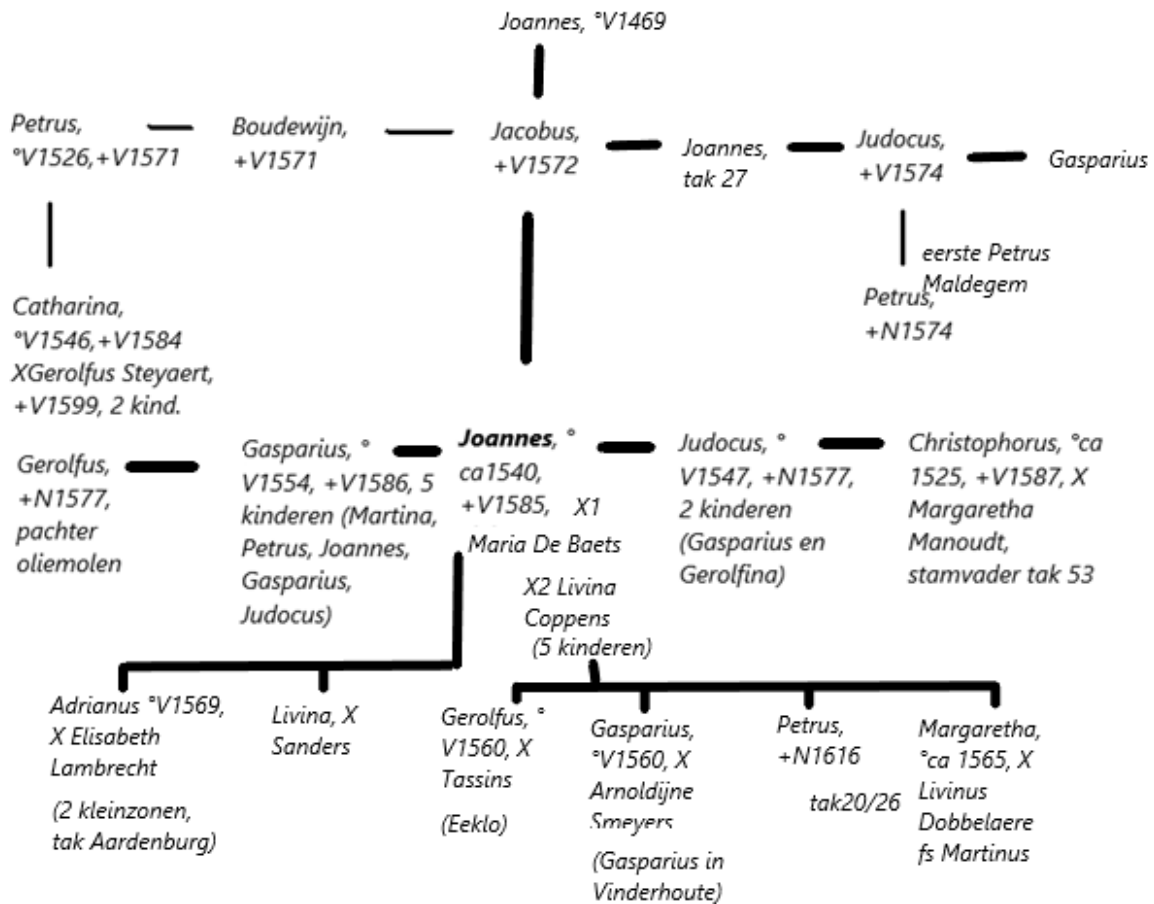 Joannes, °V1469
Petrus,
°V1526,+V1571
Boudewijn,
+V1571
Jacobus,
+V1572
Joannes,
tak 27
Judocus,
+V1574
Gasparius
eerste Petrus
Maldegem
Petrus,
+N1574
Catharina,
°V1546,+V1584
XGerolfus Steyaert,
+V1599, 2 kind.
Gerolfus,
+N1577,
pachter
oliemolen
Gasparius, °
V1554, +V1586, 5
kinderen (Martina,
Petrus, Joannes,
Gasparius,
Judocus)
Joannes, °
ca1540,
+V1585, X1
Maria De Baets
X2 Livina
Coppens
(5 kinderen)
Judocus, °
V1547, +N1577,
2 kinderen
(Gasparius en
Gerolfina)
Christophorus, °ca
1525, +V1587, X
Margaretha
Manoudt,
stamvader tak 53
Adrianus °V1569,
X Elisabeth
Lambrecht
(2 kleinzonen,
tak Aardenburg)
Livina, X
Sanders
Gerolfus, °
V1560, X
Tassins
(Eeklo)
Gasparius,
°V1560, X
Arnoldijne
Smeyers
(Gasparius in
Vinderhoute)
Petrus,
+N1616
tak20/26
Margaretha,
°ca 1565, X
Livinus
Dobbelaere
fs Martinus